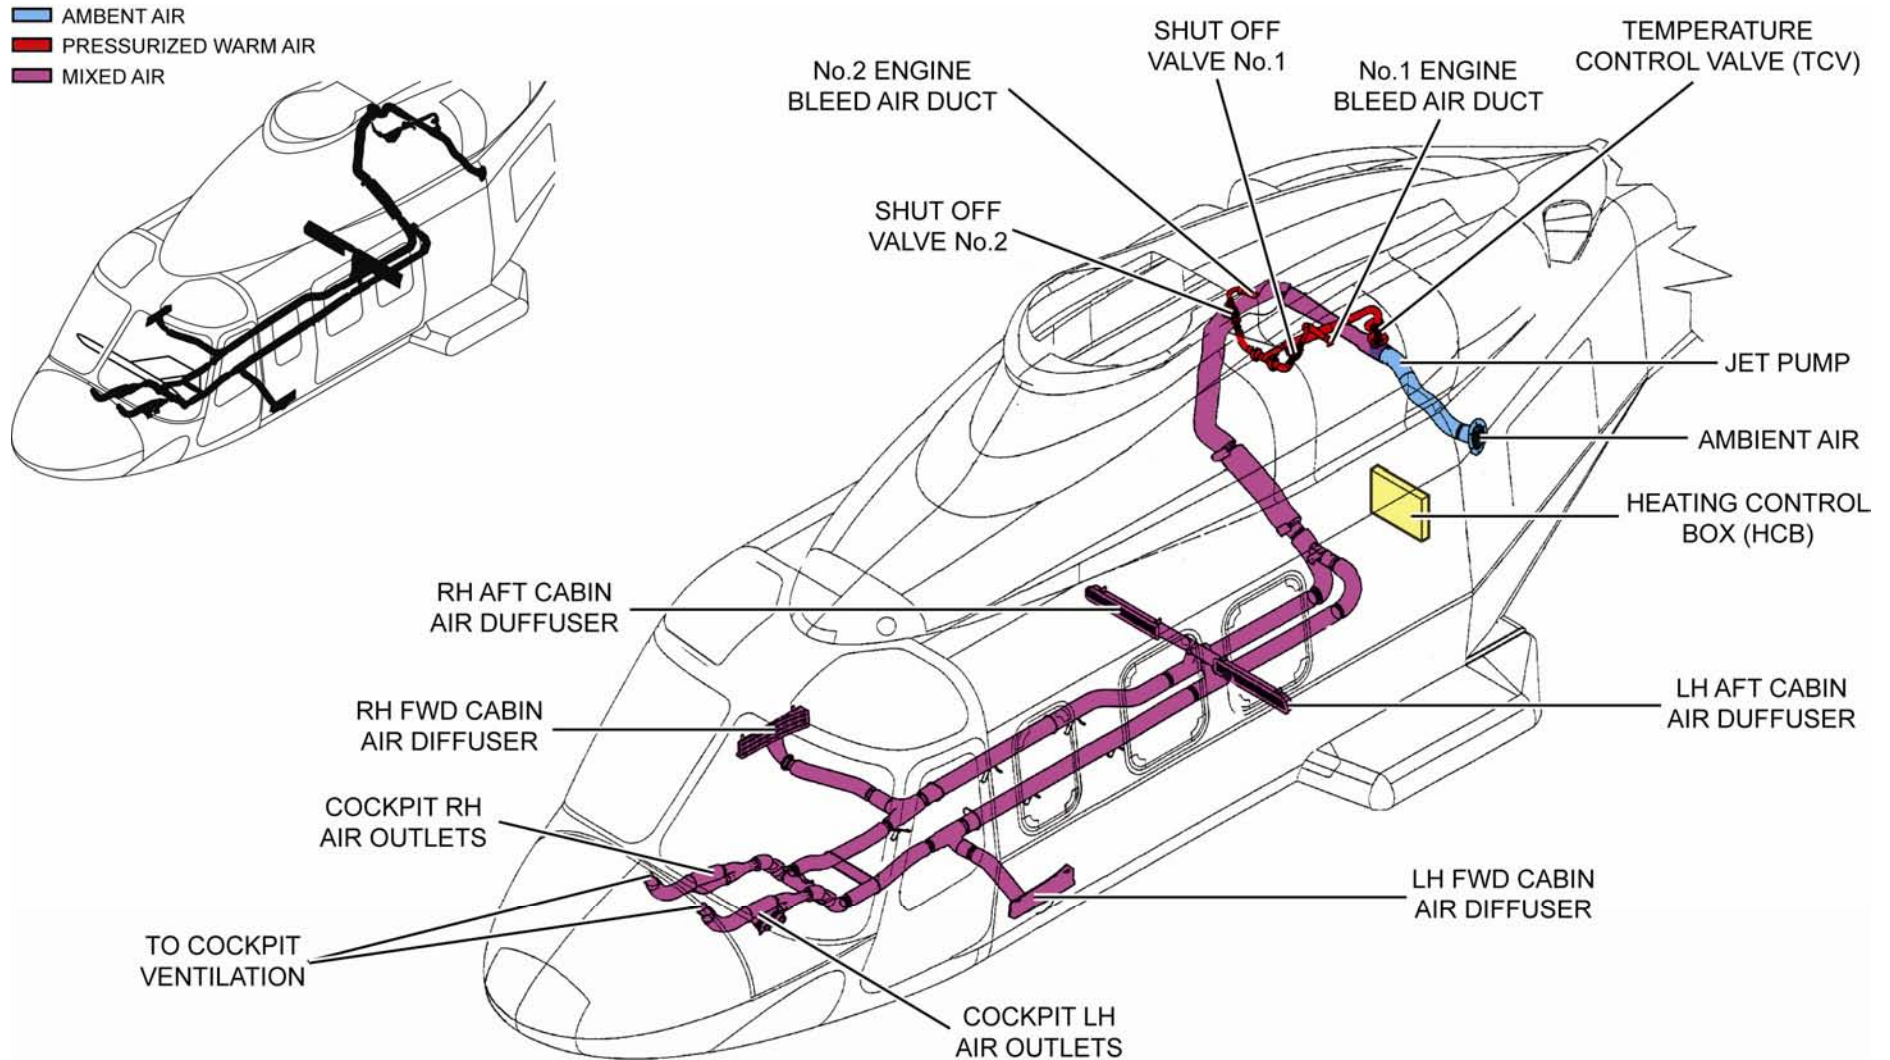 AMBENT AIR
PRESSURIZED WARM AIR
MIXED AIR
SHUT OFF
VALVE No.1
TEMPERATURE
CONTROL VALVE (TCV)
No.2 ENGINE
BLEED AIR DUCT
No.1 ENGINE
BLEED AIR DUCT
SHUT OFF
VALVE No.2
JET PUMP
AMBIENT AIR
HEATING CONTROL
BOX (HCB)
RH AFT CABIN
AIR DUFFUSER
LH AFT CABIN
AIR DUFFUSER
RH FWD CABIN
AIR DIFFUSER
COCKPIT RH
AIR OUTLETS
LH FWD CABIN
AIR DIFFUSER
TO COCKPIT
VENTILATION
COCKPIT LH
AIR OUTLETS